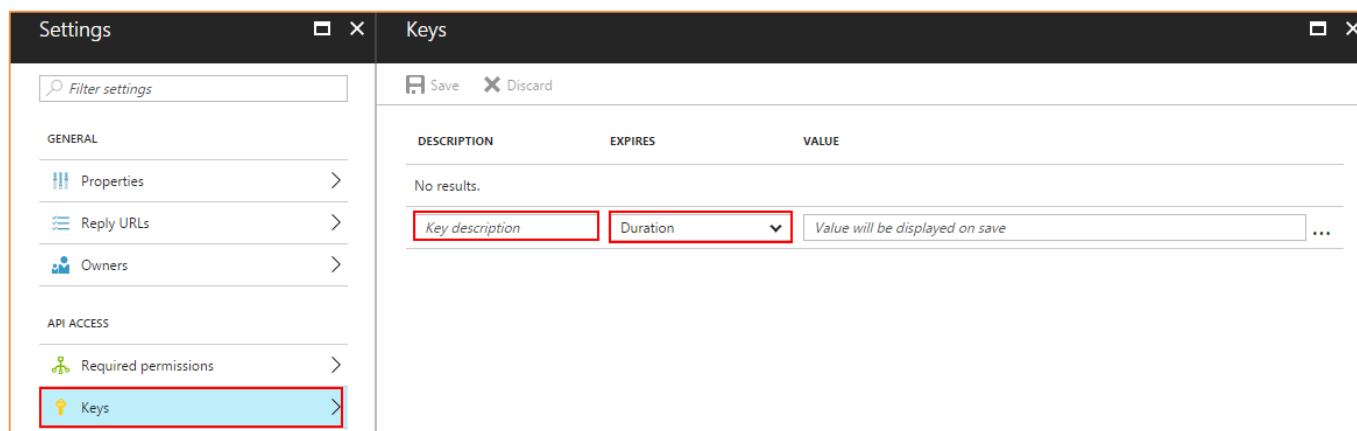 Settings
Keys
Filter settings
Save Discard
GENERAL
DESCRIPTION EXPIRES VALUE
Properties
No results.
Reply URLs
Key description Duration Value will be displayed on save ...
Owners
API ACCESS
Required permissions
Keys